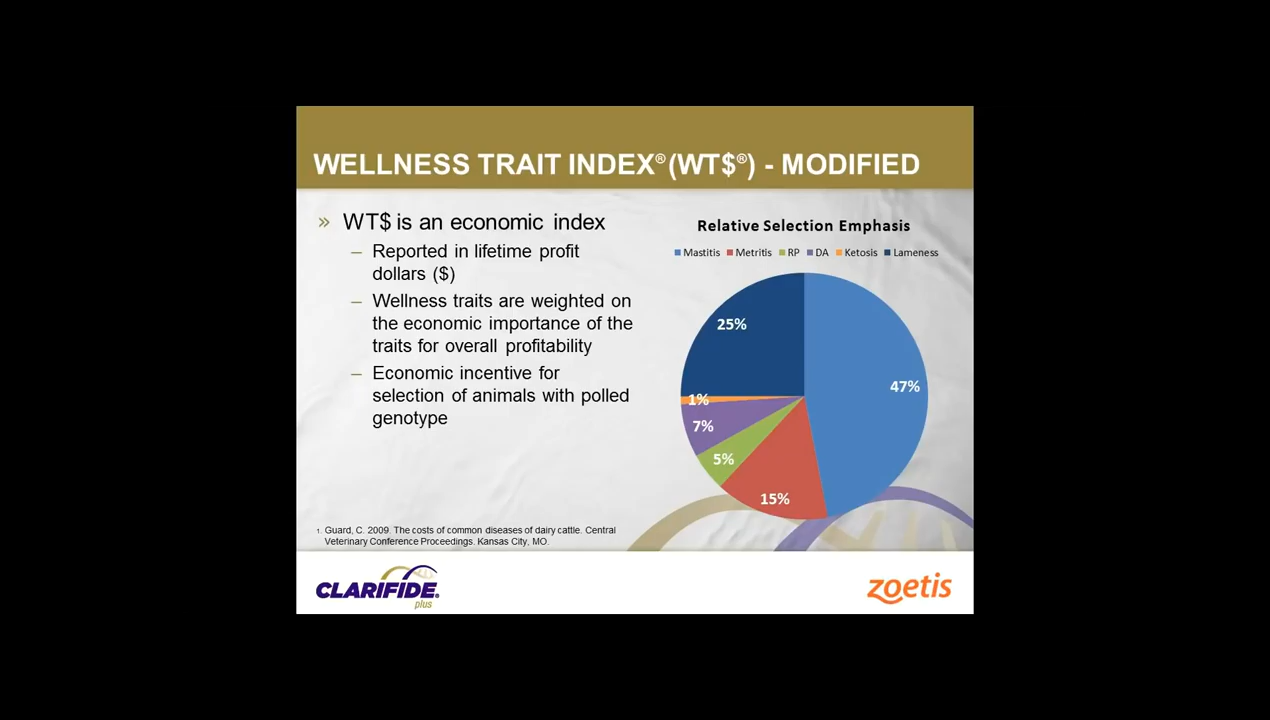 WELLNESS TRAIT INDEX® (WT$®) - MODIFIED
» WT$ is an economic index
– Reported in lifetime profit
dollars ($)
– Wellness traits are weighted on
the economic importance of the
traits for overall profitability
– Economic incentive for
selection of animals with polled
genotype
Relative Selection Emphasis
Mastitis Metritis RP DA Ketosis Lameness
25%
47%
1%
7%
5%
15%
1. Guard, C. 2009. The costs of common diseases of dairy cattle. Central
Veterinary Conference Proceedings. Kansas City, MO.
CLARIFIDE®
plus
zoetis